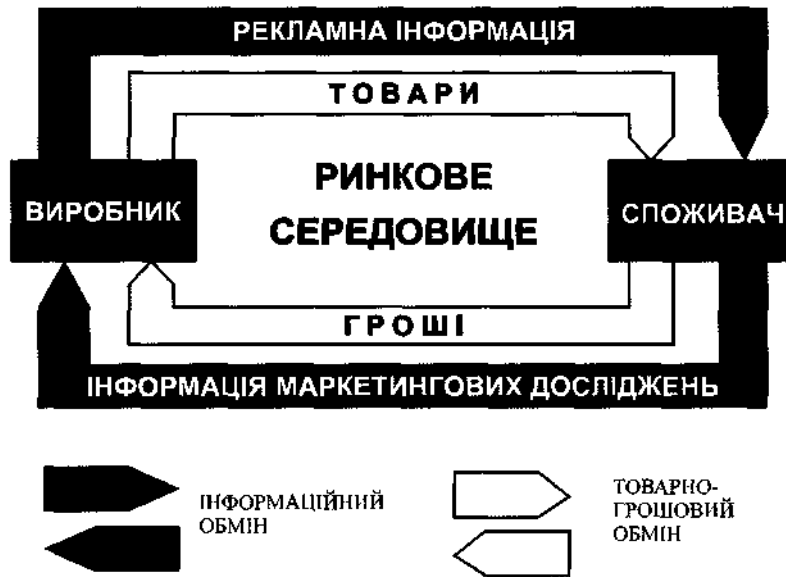 РЕКЛАМНА ІНФОРМАЦІЯ
ТОВАРИ
ВИРОБНИК
РИНКОВЕ
СЕРЕДОВИЩЕ
СПОЖИВАЧ
ГРОШІ
ІНФОРМАЦІЯ МАРКЕТИНГОВИХ ДОСЛІДЖЕНЬ
ІНФОРМАЦІЙНИЙ
ОБМІН
ТОВАРНО-
ГРОШОВИЙ
ОБМІН